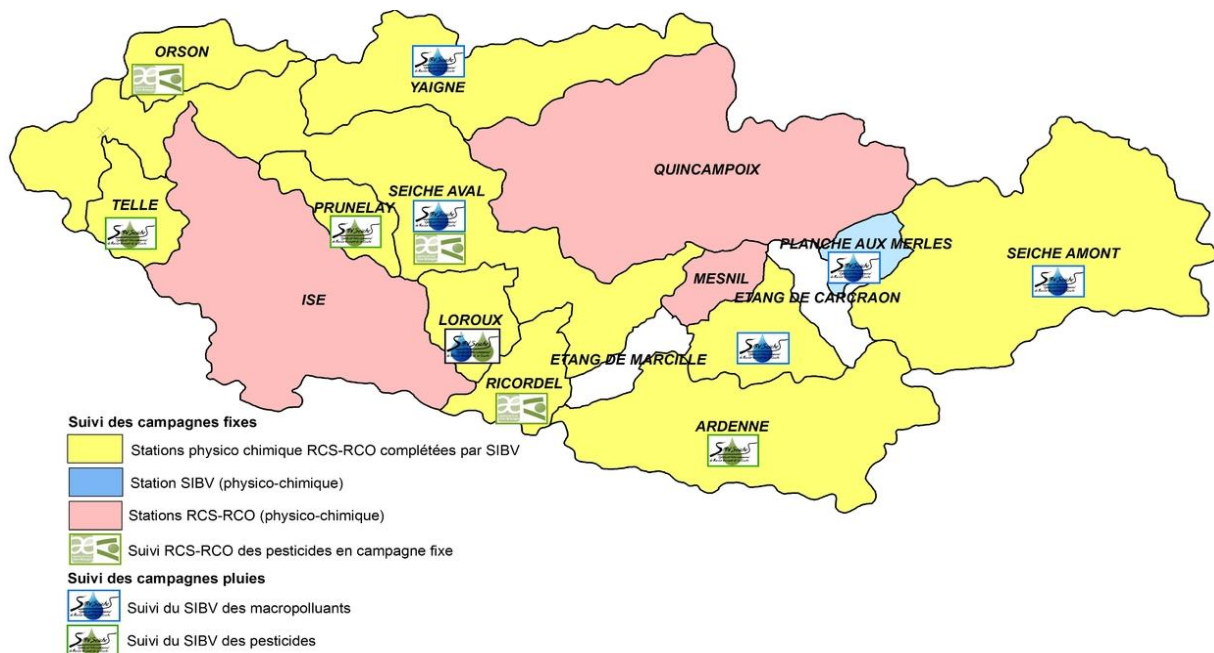 ORSON
YAIGNE
QUINCAMPOIX
SEICHE AVAL
TELLE
PRUNELAY
PLANCHE AUX MERLES
SEICHE AMONT
MESNIL
ISE
ETANG DE CARCRAON
LOROUX
ETANG DE MARCILLE
RICORDEL
ARDENNE
Suivi des campagnes fixes
Stations physico chimique RCS-RCO complétées par SIBV
Station SIBV (physico-chimique)
Stations RCS-RCO (physico-chimique)
Suivi RCS-RCO des pesticides en campagne fixe
Suivi des campagnes pluies
Suivi du SIBV des macropolluants
Suivi du SIBV des pesticides